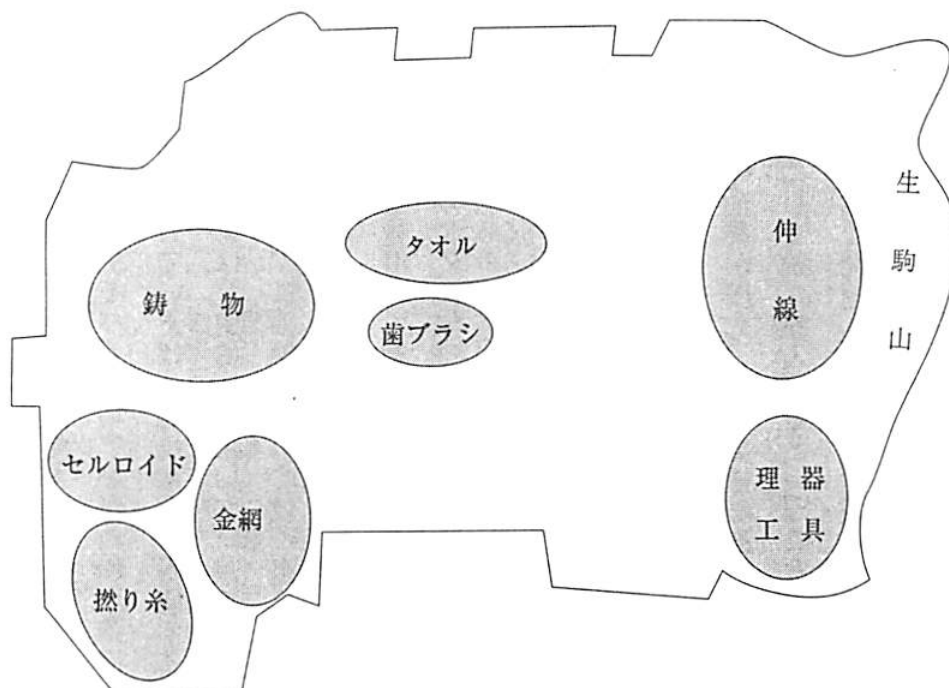 生駒山
伸
線
タオル
鋳物
歯ブラシ
セルロイド
理器
工具
金網
撚り糸